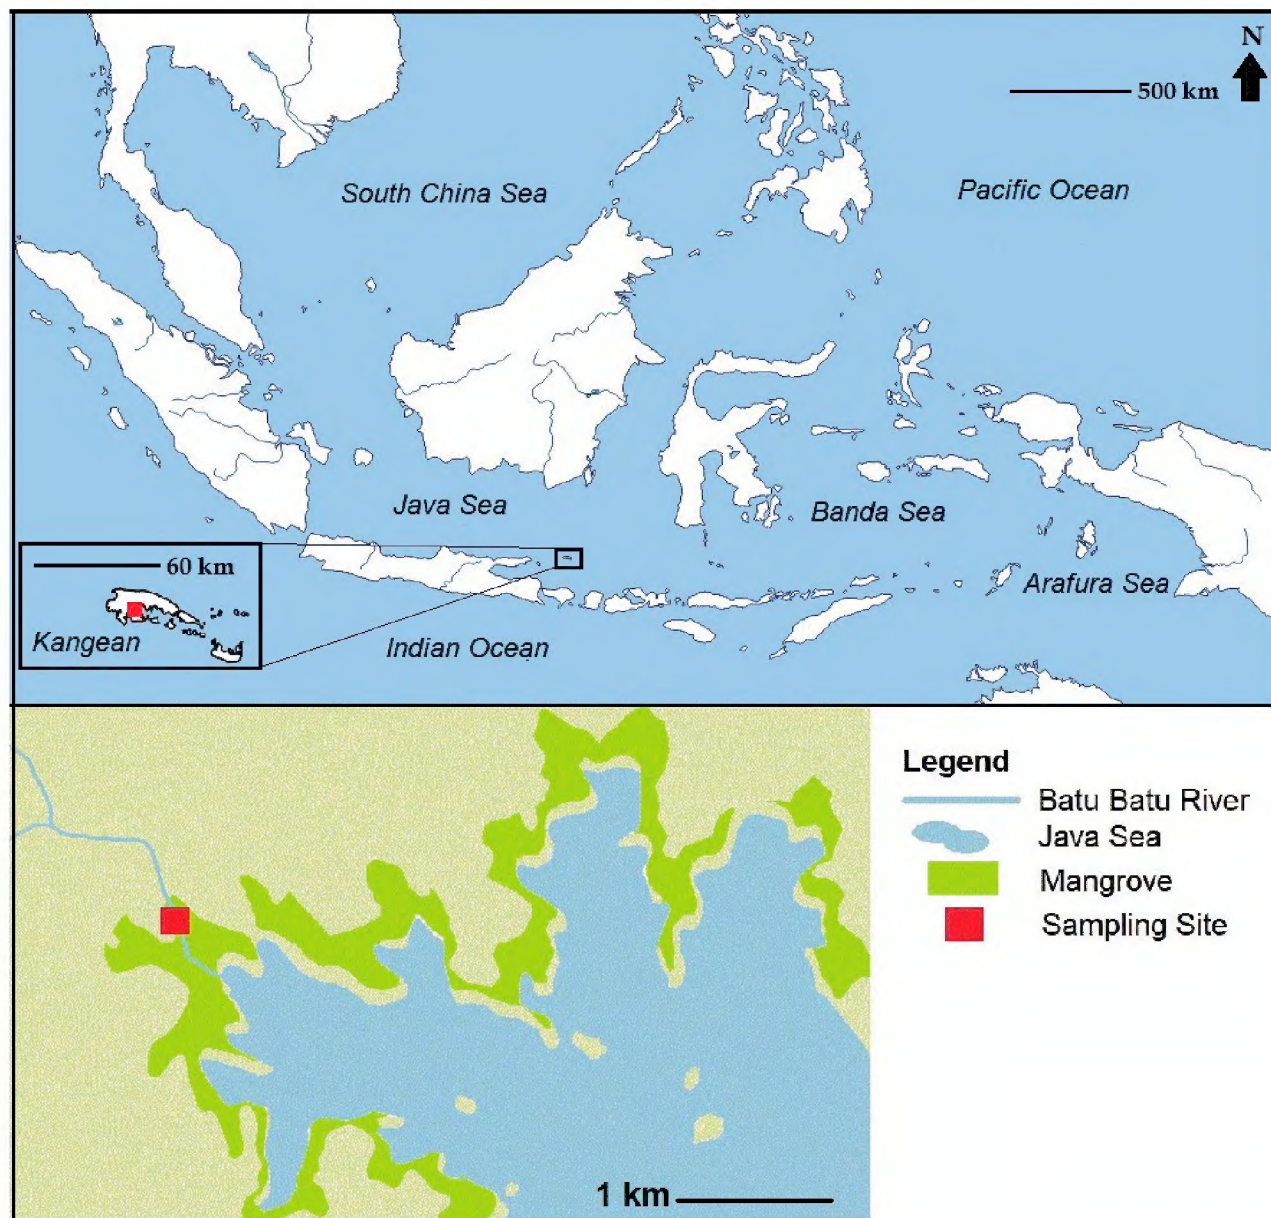 N
500 km
South China Sea
Pacific Ocean
Java Sea
Banda Sea
60 km
Arafura Sea
Kangean
Indian Ocean
Legend
Batu Batu River
Java Sea
Mangrove
Sampling Site
1 km